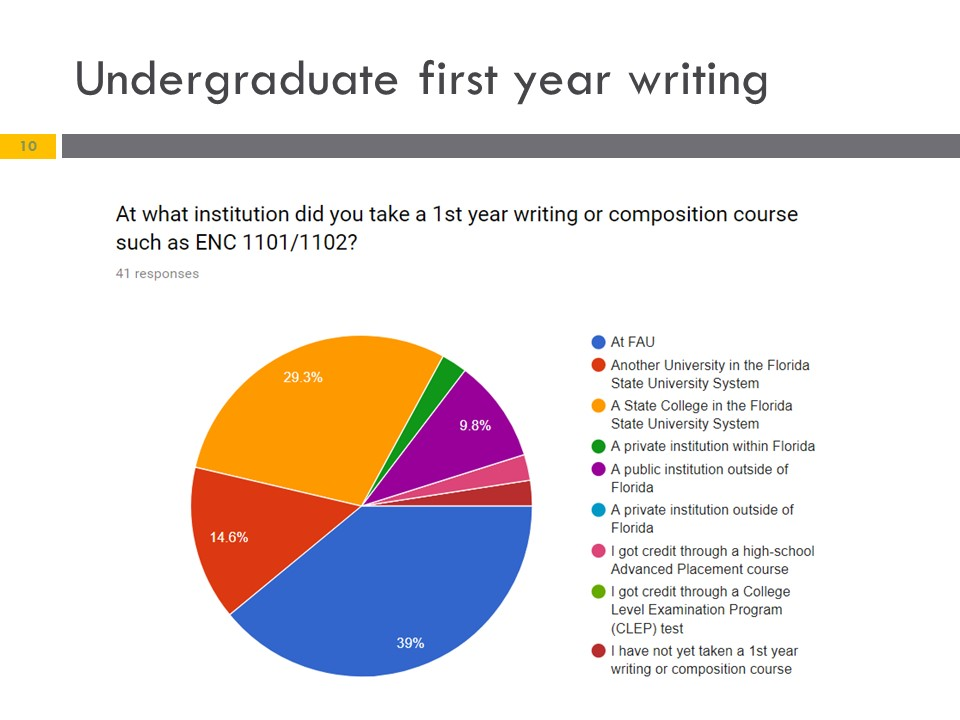 Undergraduate first year writing
10
At what institution did you take a 1st year writing or composition course
such as ENC 1101/1102?
41 responses
29.3%
9.8%
14.6%
39%
At FAU
Another University in the Florida
State University System
A State College in the Florida
State University System
A private institution within Florida
A public institution outside of
Florida
A private institution outside of
Florida
I got credit through a high-school
Advanced Placement course
I got credit through a College
Level Examination Program
(CLEP) test
I have not yet taken a 1st year
writing or composition course